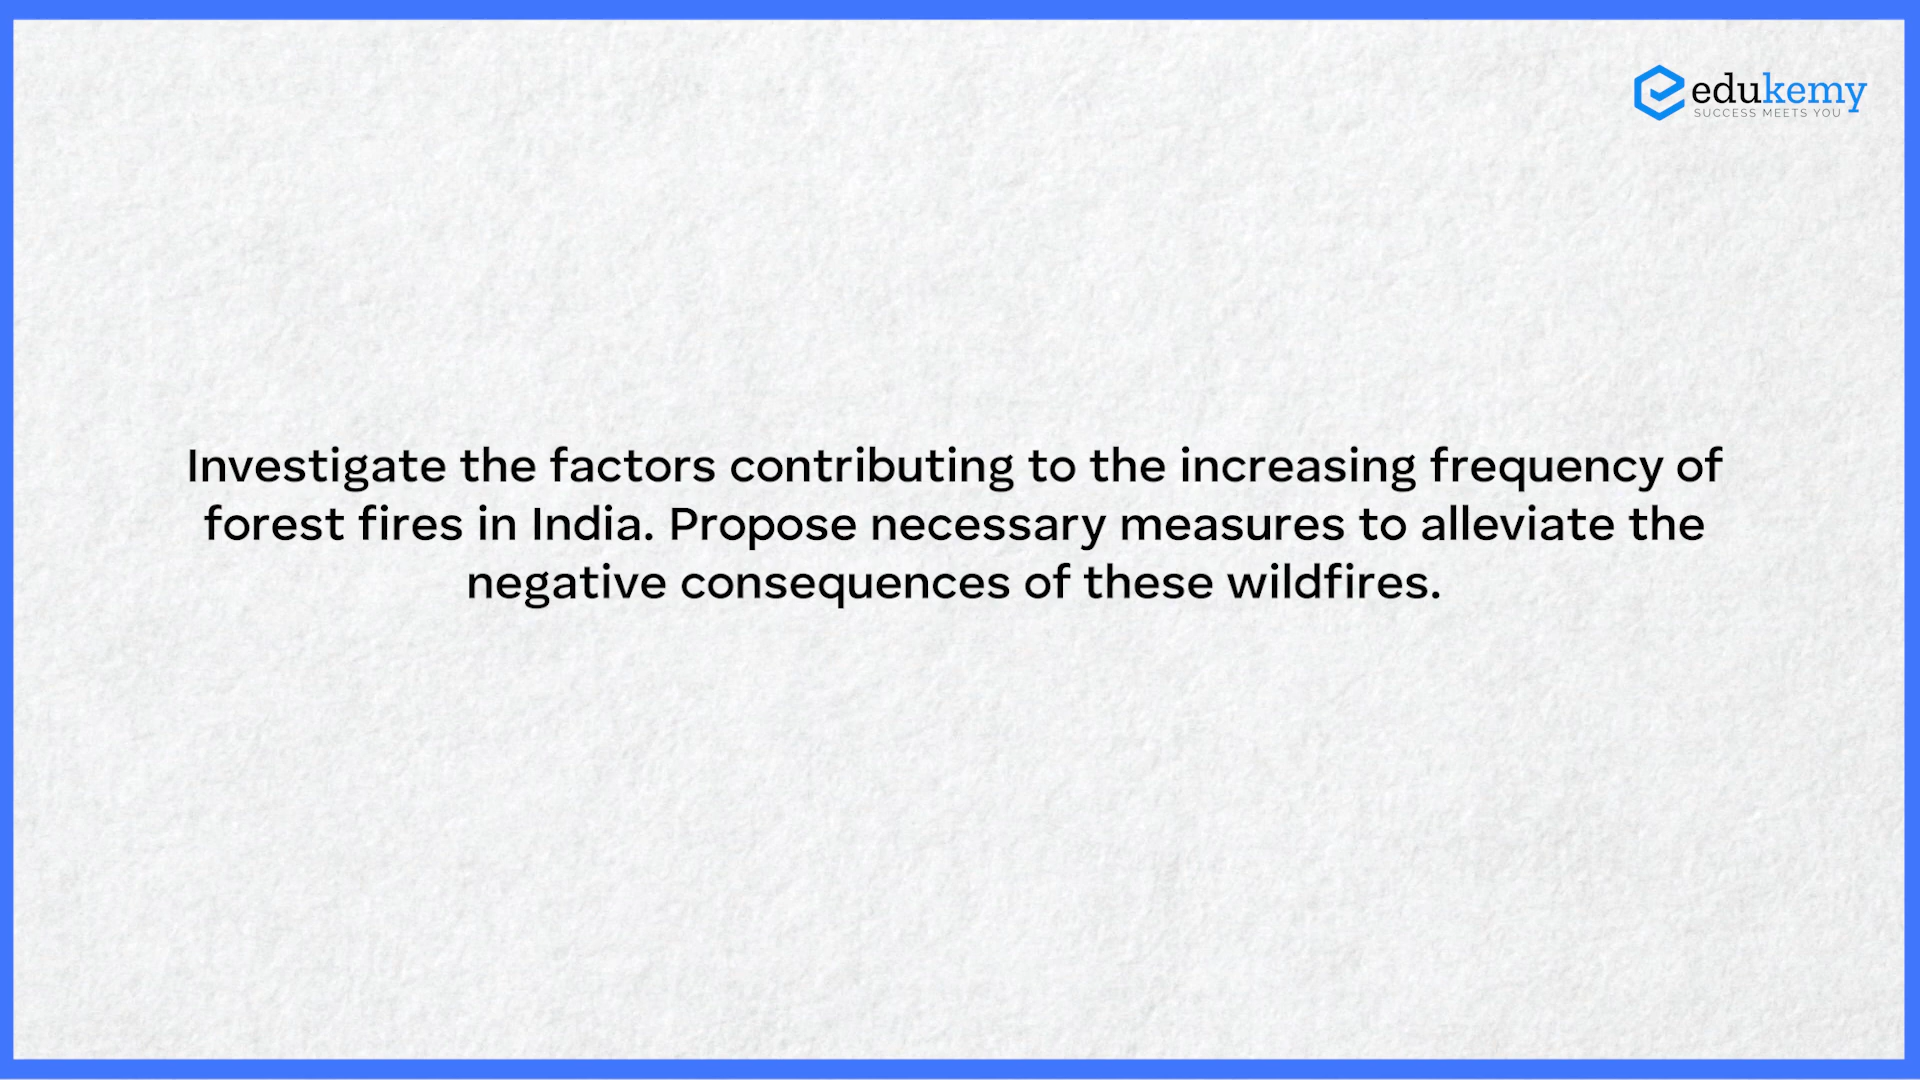 edukemy
SUCCESS MEETS YOU
Investigate the factors contributing to the increasing frequency of
forest fires in India. Propose necessary measures to alleviate the
negative consequences of these wildfires.